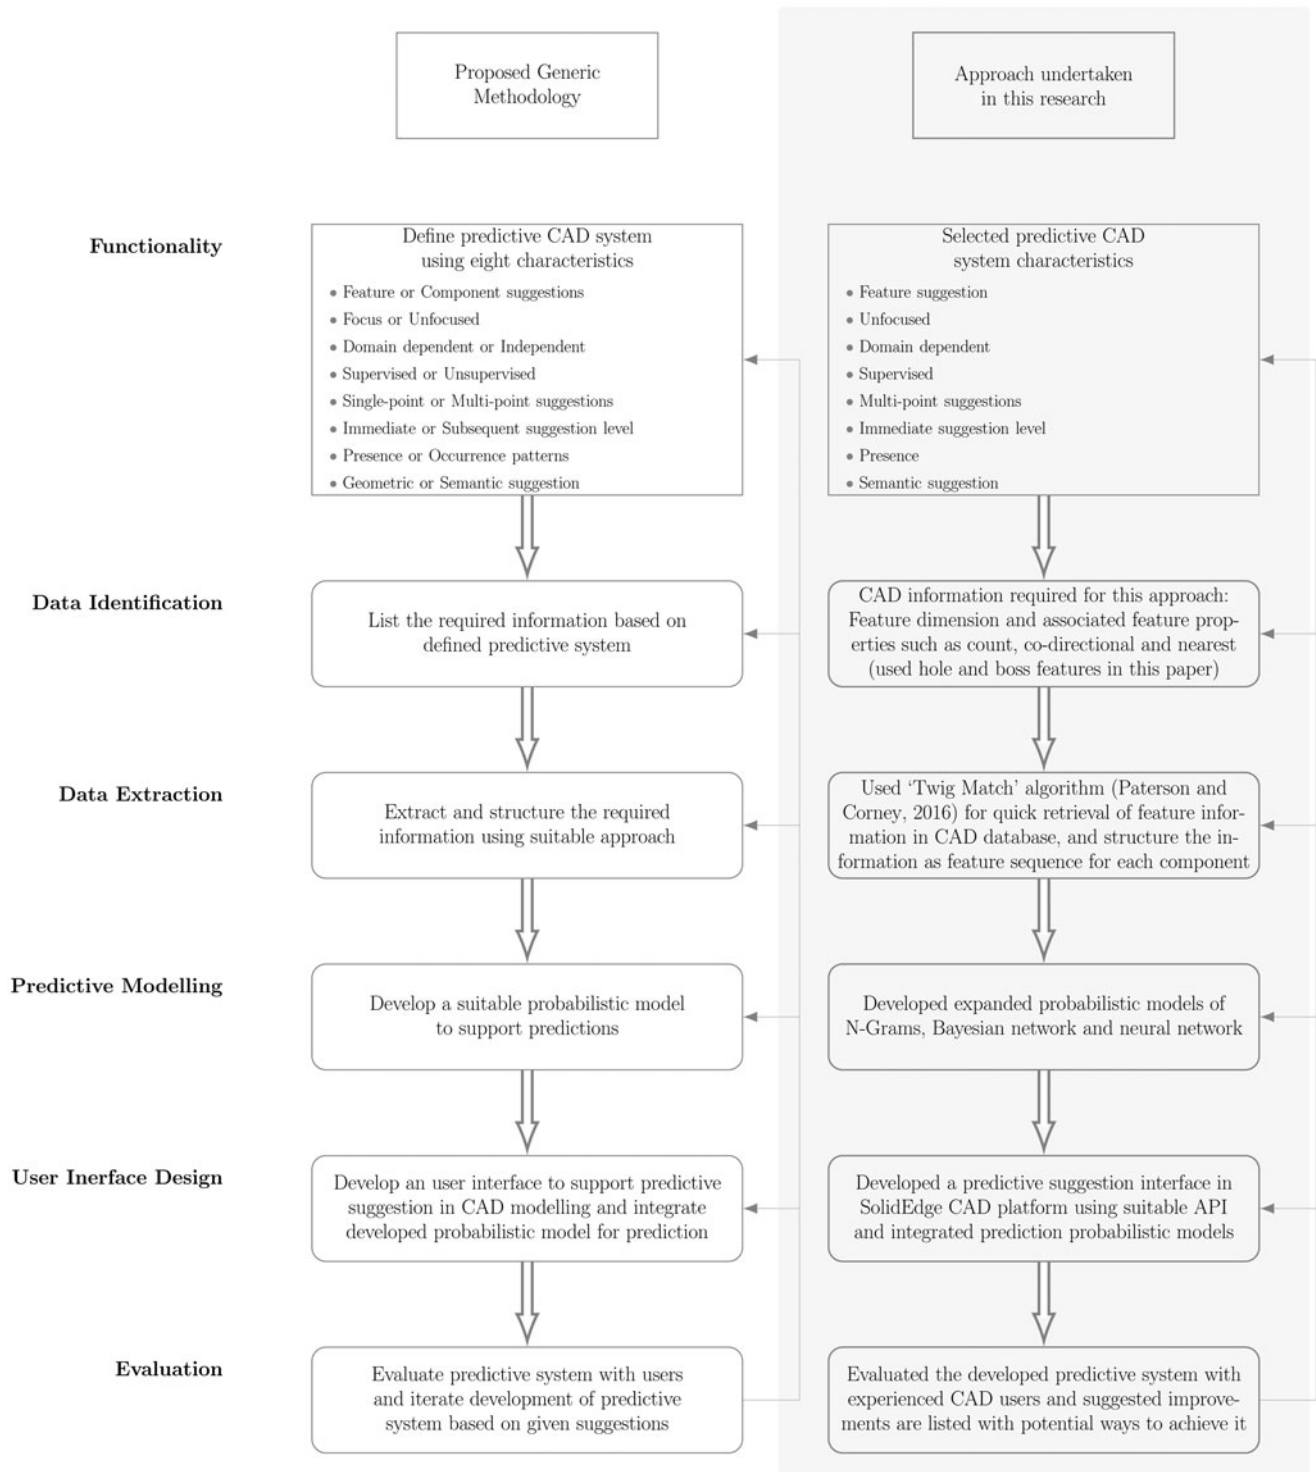 Proposed Generic
Methodology
Approach undertaken
in this research
Functionality
Define predictive CAD system
using eight characteristics
• Feature or Component suggestions
• Focus or Unfocused
• Domain dependent or Independent
• Supervised or Unsupervised
• Single-point or Multi-point suggestions
• Immediate or Subsequent suggestion level
• Presence or Occurrence patterns
• Geometric or Semantic suggestion
Selected predictive CAD
system characteristics
• Feature suggestion
• Unfocused
• Domain dependent
• Supervised
• Multi-point suggestions
• Immediate suggestion level
• Presence
• Semantic suggestion
Data Identification
List the required information based on
defined predictive system
CAD information required for this approach:
Feature dimension and associated feature prop-
erties such as count, co-directional and nearest
(used hole and boss features in this paper)
Data Extraction
Extract and structure the required
information using suitable approach
Used ‘Twig Match’ algorithm (Paterson and
Corney, 2016) for quick retrieval of feature infor-
mation in CAD database, and structure the in-
formation as feature sequence for each component
Predictive Modelling
Develop a suitable probabilistic model
to support predictions
Developed expanded probabilistic models of
N-Grams, Bayesian network and neural network
User Inerface Design
Develop an user interface to support predictive
suggestion in CAD modelling and integrate
developed probabilistic model for prediction
Developed a predictive suggestion interface in
SolidEdge CAD platform using suitable API
and integrated prediction probabilistic models
Evaluation
Evaluate predictive system with users
and iterate development of predictive
system based on given suggestions
Evaluated the developed predictive system with
experienced CAD users and suggested improve-
ments are listed with potential ways to achieve it